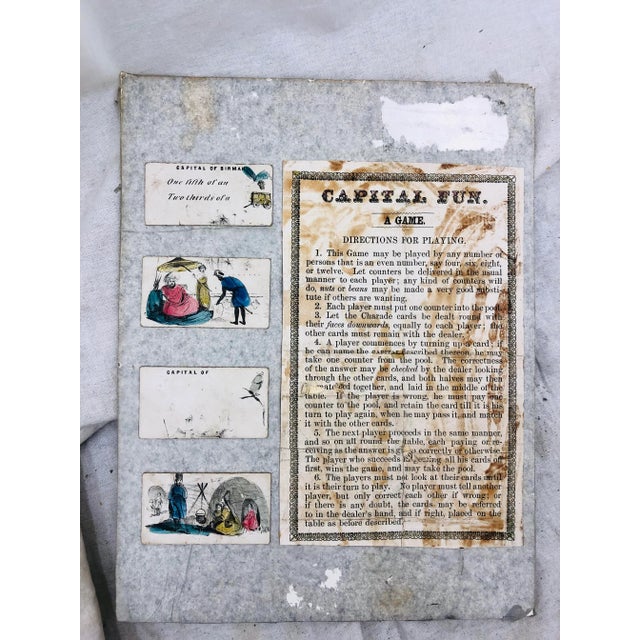 CAPITAL OF BIRMAH
One fifth of an
Two thirds of a
CAPITAL OF
CAPITAL FUN.
A GAME.
DIRECTIONS FOR PLAYING.
1. This Game may be played by any number of
persons that is an even number, say four, six, eight,
or twelve. Let counters be delivered in the usual
manner to each player; any kind of counters will
do, nuts or beans may be made a very good substi-
tute if others are wanting.
2. Each player must put one counter into the pool.
3. Let the Charade cards be dealt round with
their faces downwards, equally to each player; the
other cards must remain with the dealer.
4. A player commences by turning up a card; if
he can name the described thereon, he may
take one counter from the pool. The correctness
of the answer may be checked by the dealer looking
through the other cards, and both halves may then
together, and laid in the middle of the
table. If the player is wrong, he must pay one
counter to the pool, and retain the card till it is his
turn to play again, when he may pass it, and match
it with the other cards.
5. The next player proceeds in the same manner,
and so on all round the table, each paying or re-
ceiving as the answer is correctly or otherwise.
The player who succeeds in all his cards
first, wins the game, and may take the pool.
6. The players must not look at their cards until
it is their turn to play. No player must tell another
player, but only correct each other if wrong; or
if there is any doubt, the cards may be referred
to in the dealer's hand, and if right, placed on the
table as before described.